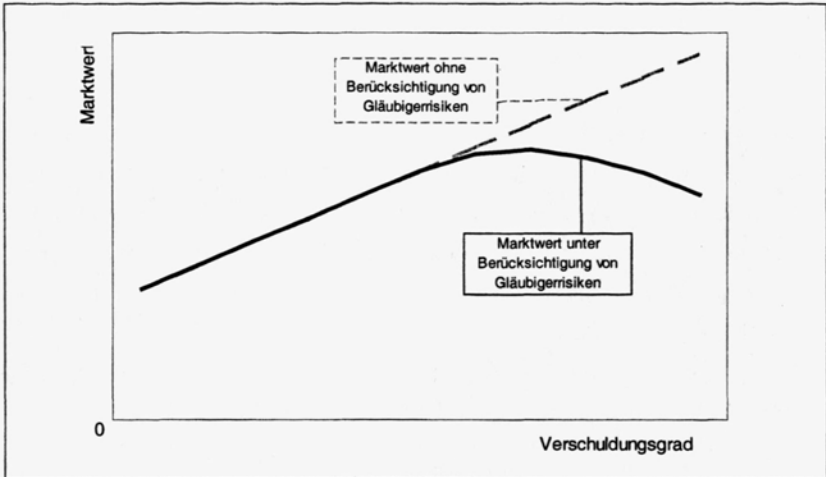 Marktwert
Marktwert ohne
Berücksichtigung von
Gläubigerrisiken
Marktwert unter
Berücksichtigung von
Gläubigerrisiken
0
Verschuldungsgrad